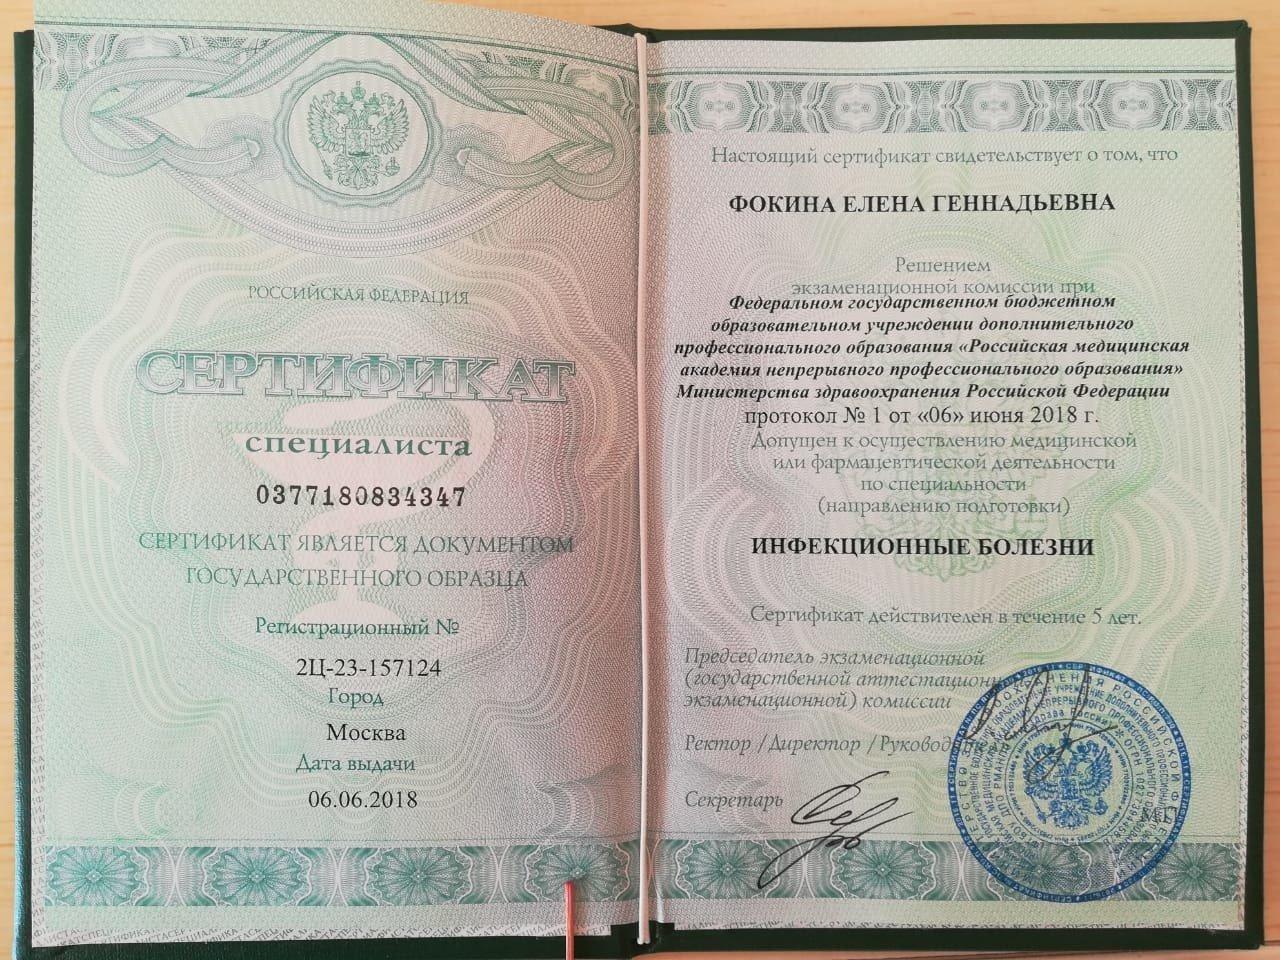 РОССИЙСКАЯ ФЕДЕРАЦИЯ
СЕРТИФИКАТ
специалиста
0377180834347
СЕРТИФИКАТ ЯВЛЯЕТСЯ ДОКУМЕНТОМ
ГОСУДАРСТВЕННОГО ОБРАЗЦА
Регистрационный №
2Ц-23-157124
Город
Москва
Дата выдачи
06.06.2018
Настоящий сертификат свидетельствует о том, что
ФОКИНА ЕЛЕНА ГЕННАДЬЕВНА
Решением
экзаменационной комиссии при
Федеральном государственном бюджетном
образовательном учреждении дополнительного
профессионального образования «Российская медицинская
академия непрерывного профессионального образования»
Министерства здравоохранения Российской Федерации
протокол № 1 от «06» июня 2018 г.
Допущен к осуществлению медицинской
или фармацевтической деятельности
по специальности
(направлению подготовки)
ИНФЕКЦИОННЫЕ БОЛЕЗНИ
Сертификат действителен в течение 5 лет.
Председатель экзаменационной
(государственной аттестационной
экзаменационной) комиссии
Ректор /Директор /Руководитель
Секретарь
МП